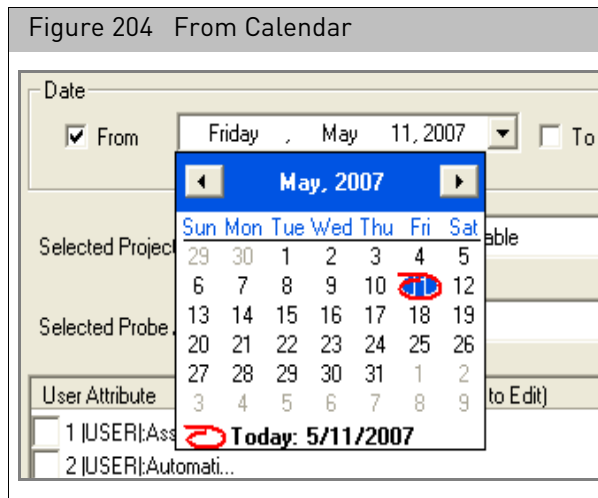 Figure 204 From Calendar
Date
From Friday , May 11, 2007 To
May, 2007
Sun Mon Tue Wed Thu Fri Sat
29 30 1 2 3 4 5
6 7 8 9 10 11 12
13 14 15 16 17 18 19
20 21 22 23 24 25 26
27 28 29 30 31 1 2
3 4 5 6 7 8 9
Today: 5/11/2007
Selected Project able
Selected Probe
User Attribute to Edit)
1 |USER|:Ass
2 |USER|:Automati...